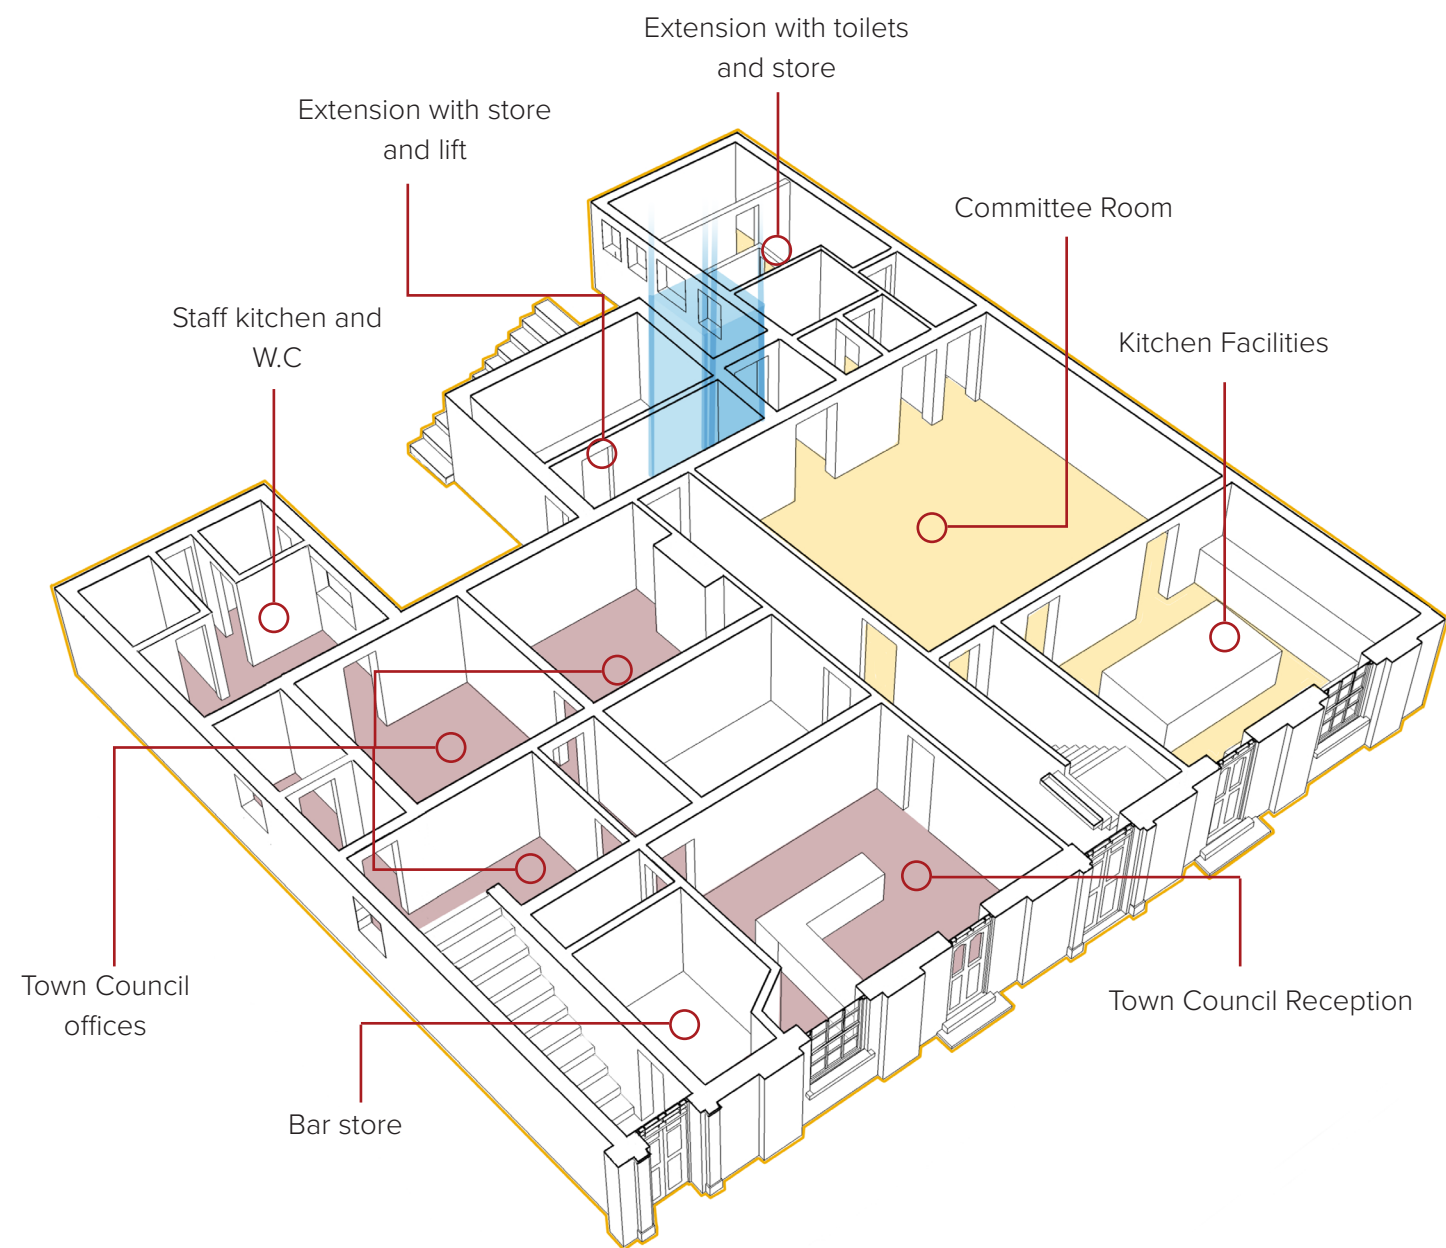 Extension with toilets
and store
Extension with store
and lift
Committee Room
Staff kitchen and
W.C
Kitchen Facilities
Town Council
offices
Town Council Reception
Bar store